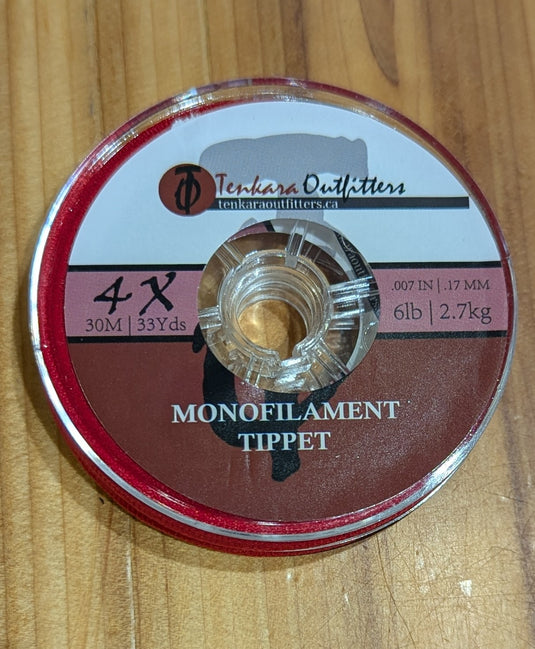 Tenkara Outfitters
tenkaraoutfitters.ca
4X
30M | 33Yds
.007 IN | .17 MM
6lb | 2.7kg
MONOFILAMENT
TIPPET